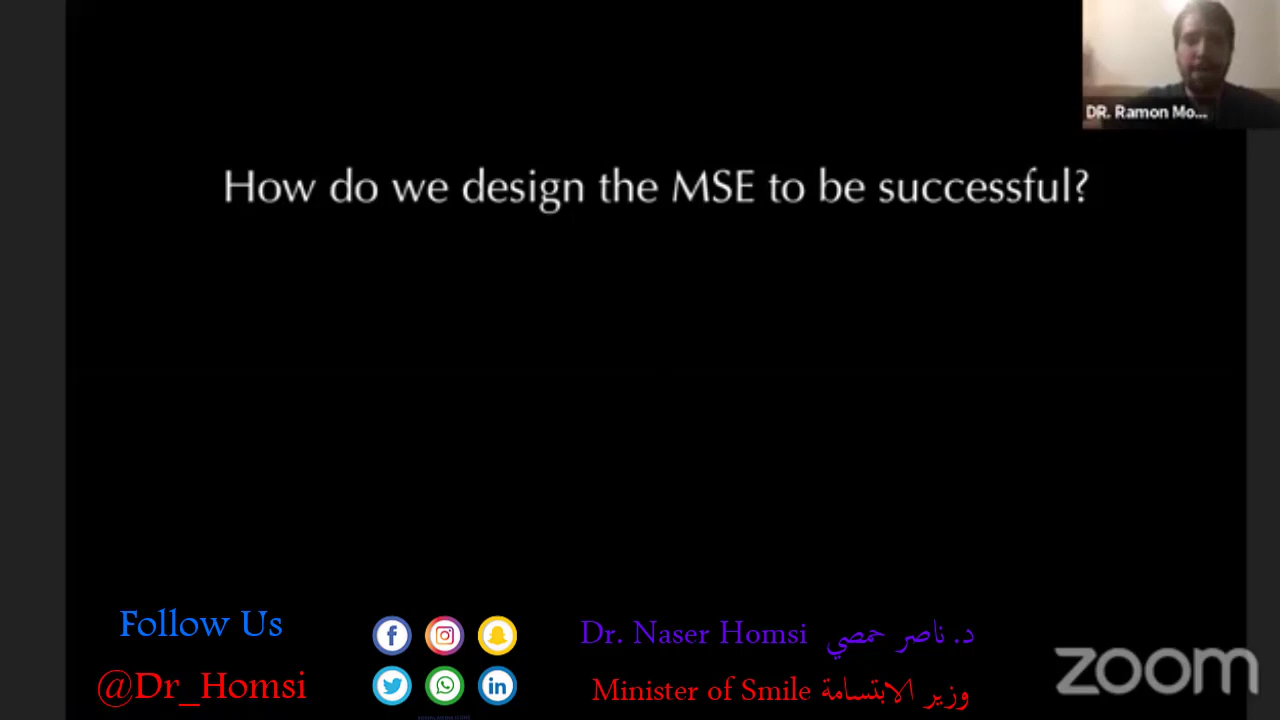 DR. Ramon Mo...
How do we design the MSE to be successful?
Follow Us
@Dr_Homsi
Dr. Naser Homsi د. ناصر حمصي
Minister of Smile وزير الابتسامة
zoom